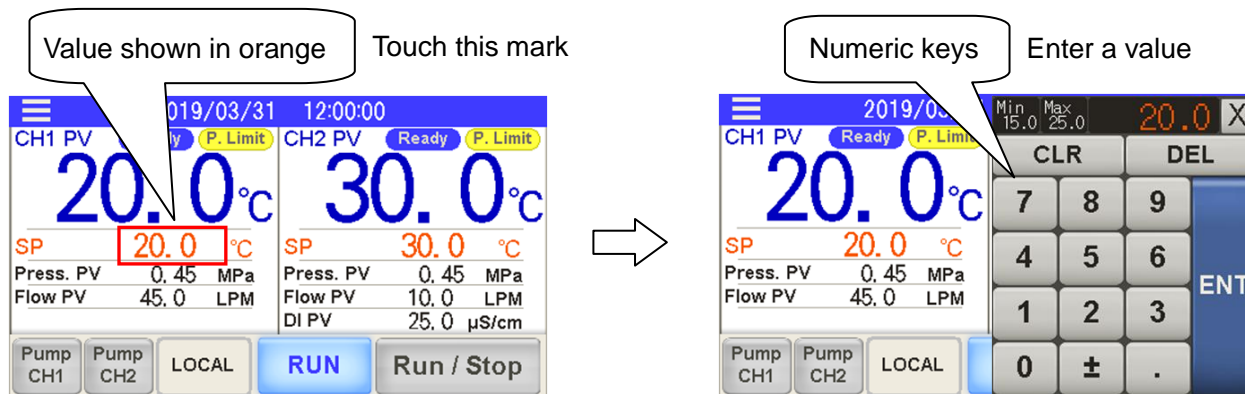 Value shown in orange
Touch this mark
019/03/31 12:00:00
CH1 PV P. Limit
20.0 °C
SP 20.0 °C
Press. PV 0.45 MPa
Flow PV 45.0 LPM
CH2 PV Ready P. Limit
30.0 °C
SP 30.0 °C
Press. PV 0.45 MPa
Flow PV 10.0 LPM
DI PV 25.0 µS/cm
Pump CH1
Pump CH2
LOCAL
RUN
Run / Stop
Numeric keys
Enter a value
2019/03
CH1 PV Ready P. Limit
20.0 °C
SP 20.0 °C
Press. PV 0.45 MPa
Flow PV 45.0 LPM
Pump CH1
Pump CH2
LOCAL
Min 15.0 Max 25.0 20.0 X
CLR DEL
7 8 9
4 5 6
ENT
1 2 3
0 ± .